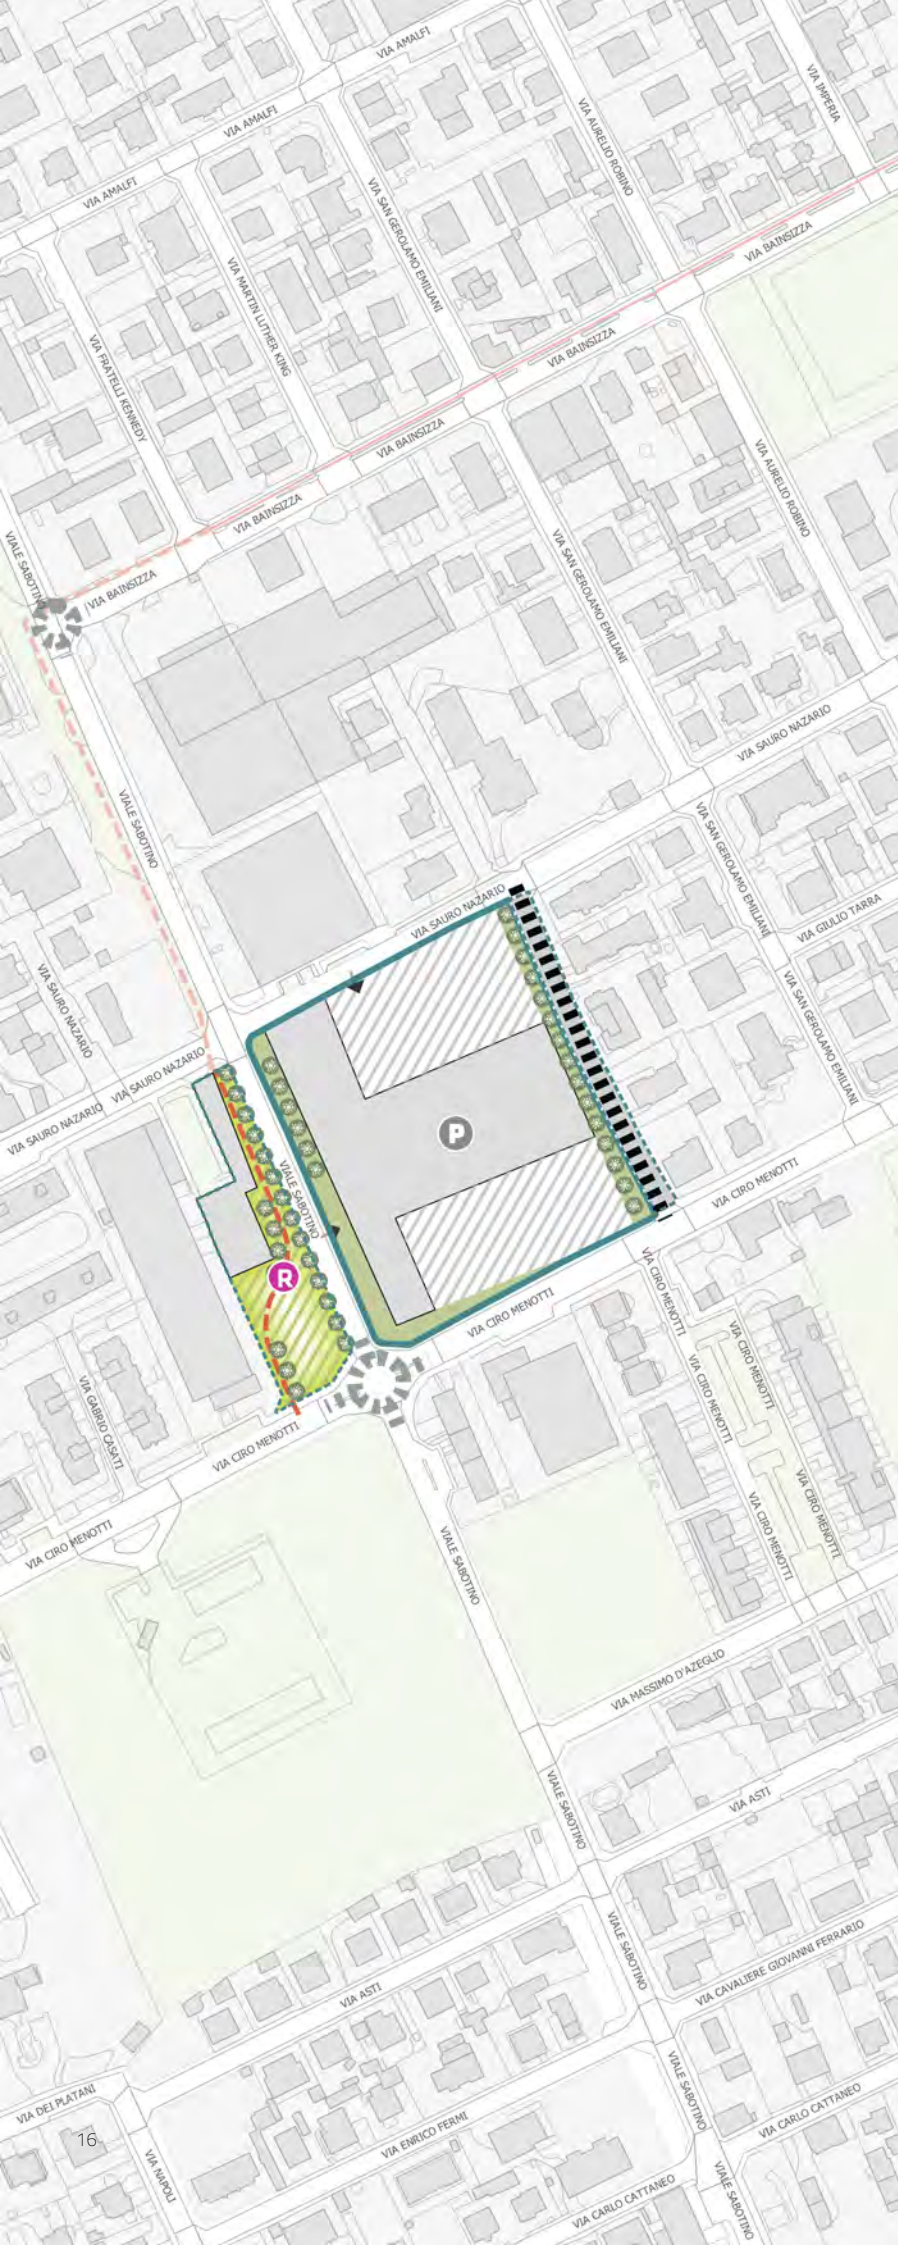 VIA AMALFI
VIA IMPERIA
VIA AMALFI
VIA AURELIO ROBINO
VIA AMALFI
VIA SAN GEROLAMO EMILIANI
VIA BAINSIZZA
VIA MARTIN LUTHER KING
VIA BAINSIZZA
VIA FRATELLI KENNEDY
VIA BAINSIZZA
VIA AURELIO ROBINO
VIA BAINSIZZA
VIALE SABOTINO
VIA SAN GEROLAMO EMILIANI
VIA BAINSIZZA
VIA SAURO NAZARIO
VIALE SABOTINO
VIA SAN GEROLAMO EMILIANI
VIA SAURO NAZARIO
VIA GIULIO TARRA
VIA SAURO NAZARIO
VIA SAN GEROLAMO EMILIANI
VIA SAURO NAZARIO
VIA SAURO NAZARIO
P
VIALE SABOTINO
VIA CIRO MENOTTI
R
VIA CIRO MENOTTI
VIA CIRO MENOTTI
VIA CIRO MENOTTI
VIA CIRO MENOTTI
VIA GABRIO CASATI
VIA CIRO MENOTTI
VIA CIRO MENOTTI
VIA CIRO MENOTTI
VIA CIRO MENOTTI
VIALE SABOTINO
VIA MASSIMO D'AZEGLIO
VIALE SABOTINO
VIA ASTI
VIALE SABOTINO
VIA CAVALIERE GIOVANNI FERRARIO
VIA ASTI
VIALE SABOTINO
VIA DEI PLATANI
VIA CARLO CATTANEO
16
VIA ENRICO FERMI
VIA NAPOLI
VIALE SABOTINO
VIA CARLO CATTANEO